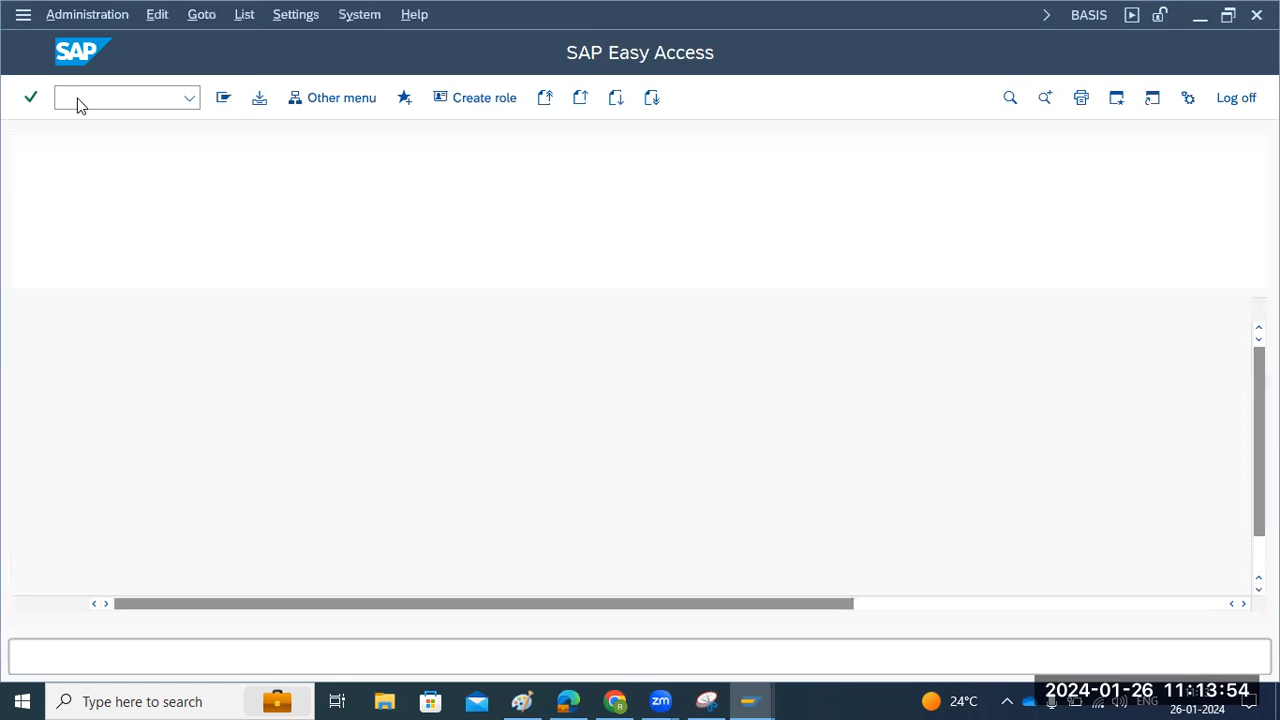 Administration Edit Goto List Settings System Help BASIS
SAP SAP Easy Access
Other menu Create role Log off
Type here to search 24°C ENG 2024-01-26 11:13:54
26-01-2024